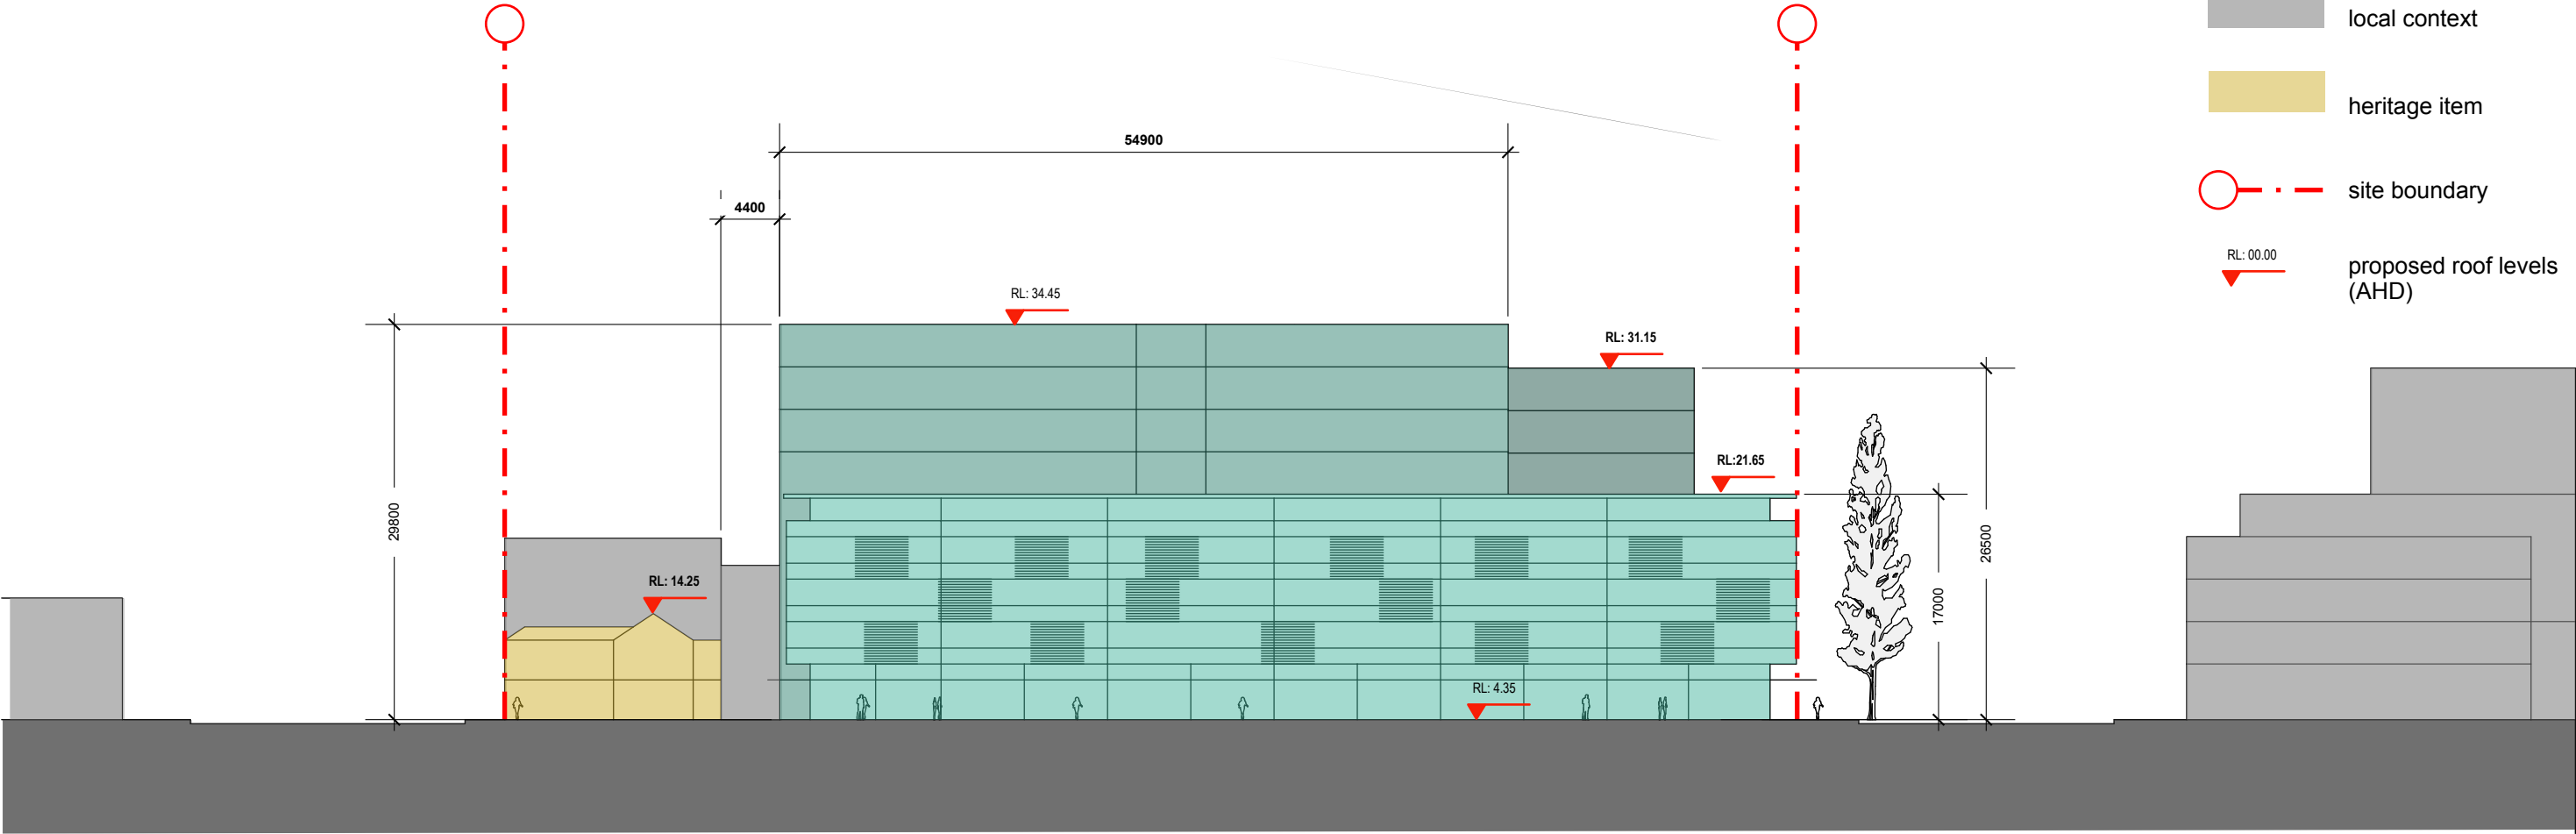 local context
heritage item
54900
site boundary
4400
RL: 00.00
proposed roof levels
(AHD)
RL: 34.45
RL: 31.15
RL:21.65
29800
26500
RL: 14.25
17000
RL: 4.35